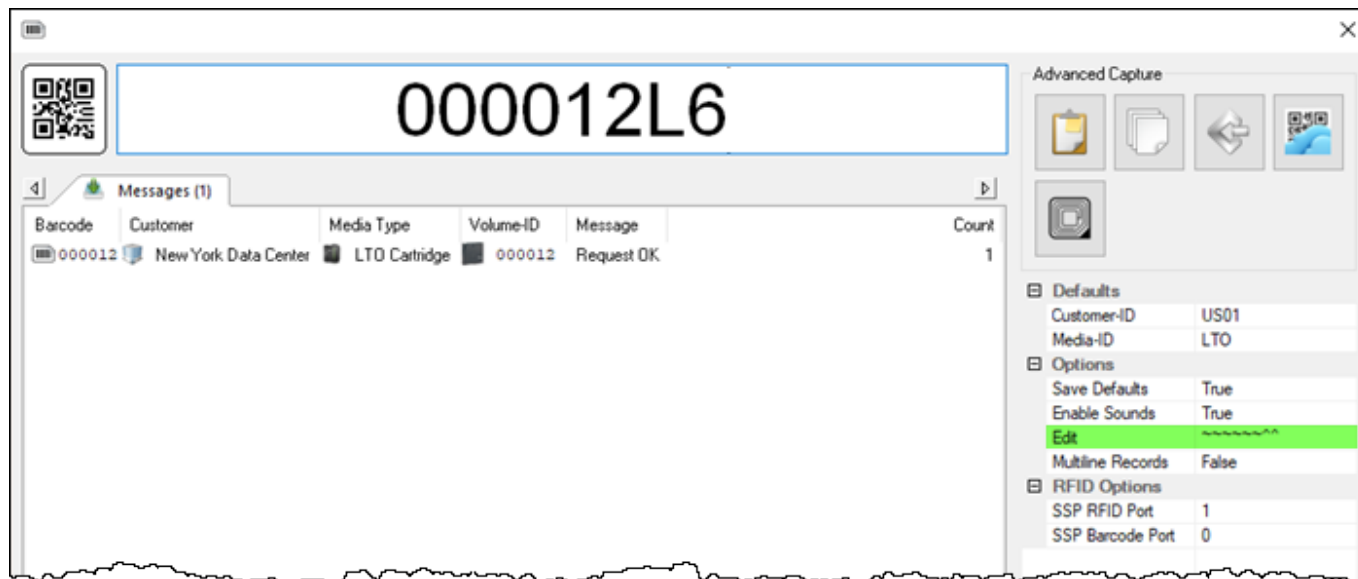 000012L6
Messages (1)
Barcode Customer Media Type Volume-ID Message Count
000012 New York Data Center LTO Cartridge 000012 Request OK 1
Advanced Capture
Defaults
Customer-ID US01
Media-ID LTO
Options
Save Defaults True
Enable Sounds True
Edit ~~~~~~^^
Multiline Records False
RFID Options
SSP RFID Port 1
SSP Barcode Port 0